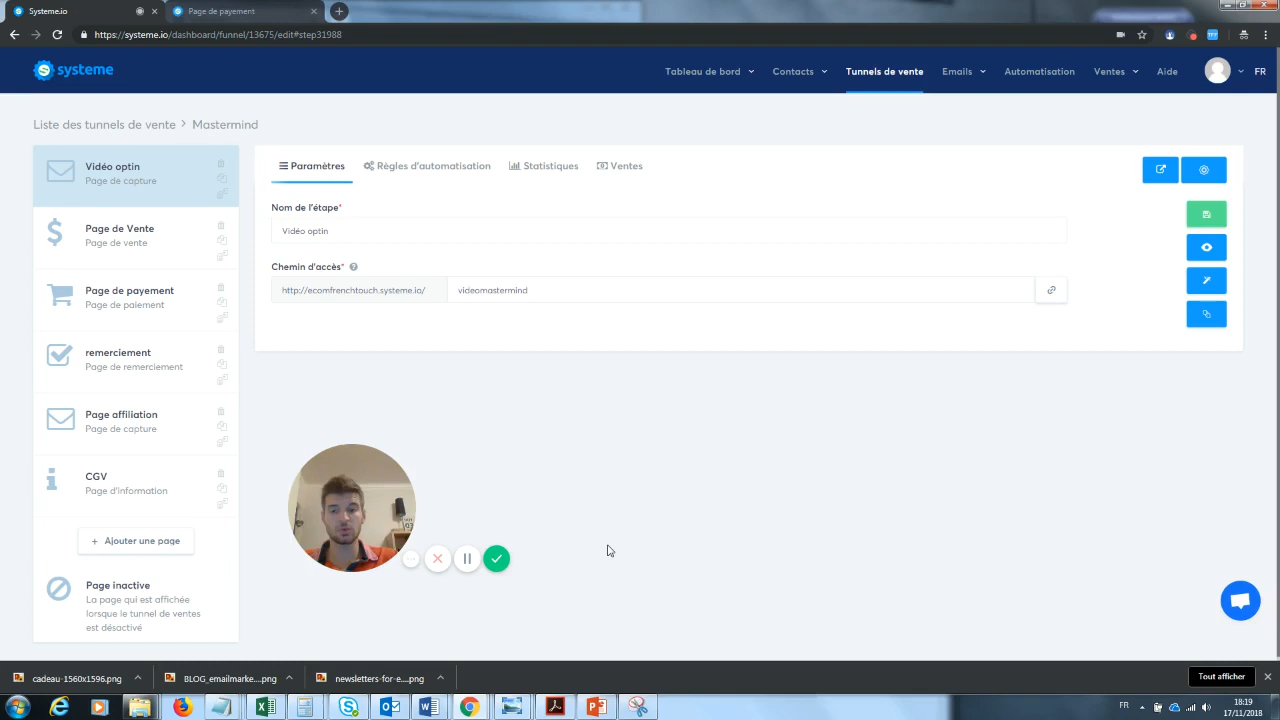 Systeme.io
Page de paiement
https://systeme.io/dashboard/funnel/13675/edit#step31988
systeme
Tableau de bord
Contacts
Tunnels de vente
Emails
Automatisation
Ventes
Aide
FR
Liste des tunnels de vente > Mastermind
Vidéo optin
Page de capture
Page de Vente
Page de vente
Page de payement
Page de paiement
remerciement
Page de remerciement
Page affiliation
Page de capture
CGV
Page d'information
+ Ajouter une page
Page inactive
La page qui est affichée
lorsque le tunnel de ventes
est désactivé
Paramètres
Règles d'automatisation
Statistiques
Ventes
Nom de l'étape*
Vidéo optin
Chemin d'accès*
http://ecomfrenchtouch.systeme.io/
videomastermind
cadeau-1560x1596.png
BLOG_emailmarke....png
newsletters-for-e....png
Tout afficher
FR
18:19
17/11/2018